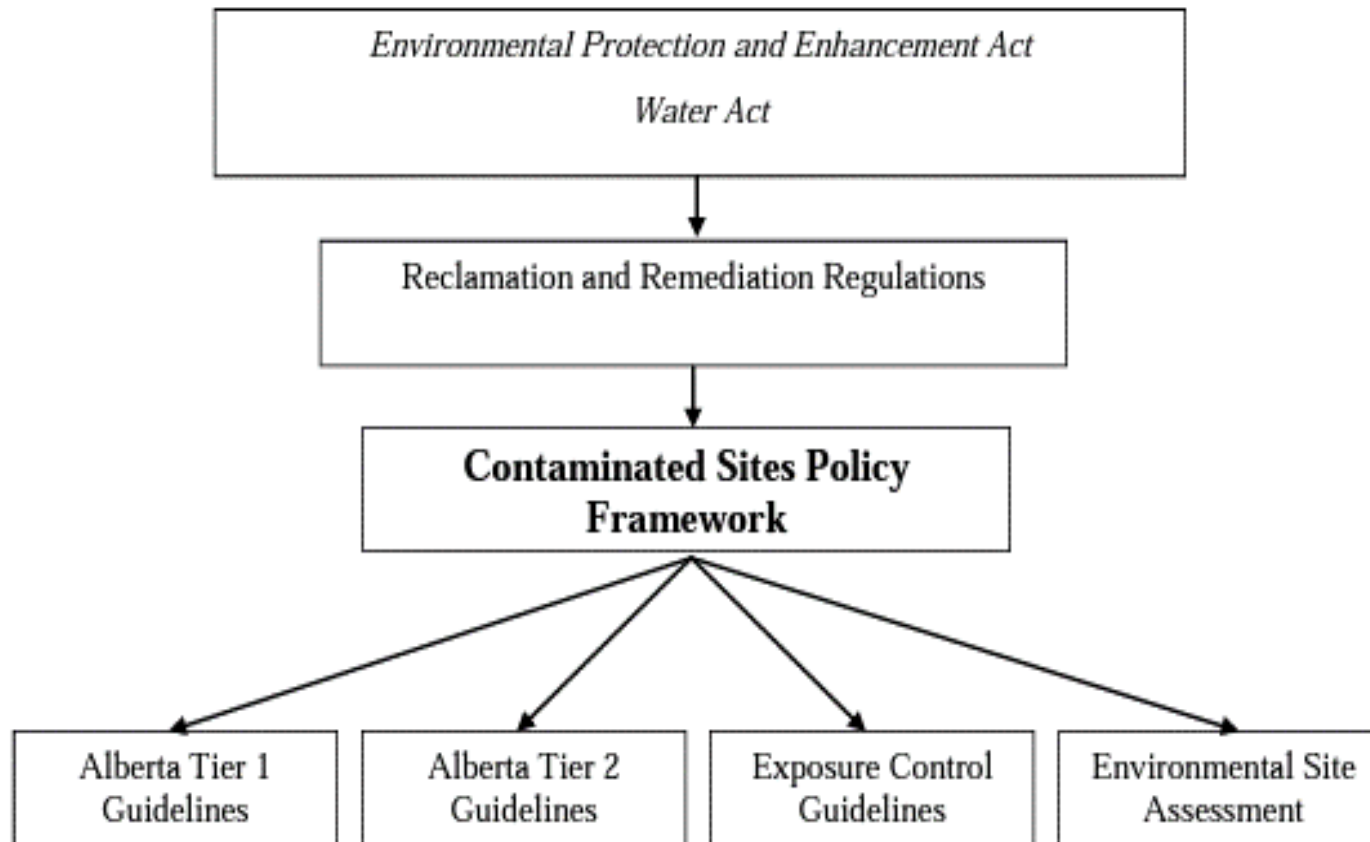 Environmental Protection and Enhancement Act
Water Act
Reclamation and Remediation Regulations
Contaminated Sites Policy
Framework
Alberta Tier 1
Guidelines
Alberta Tier 2
Guidelines
Exposure Control
Guidelines
Environmental Site
Assessment